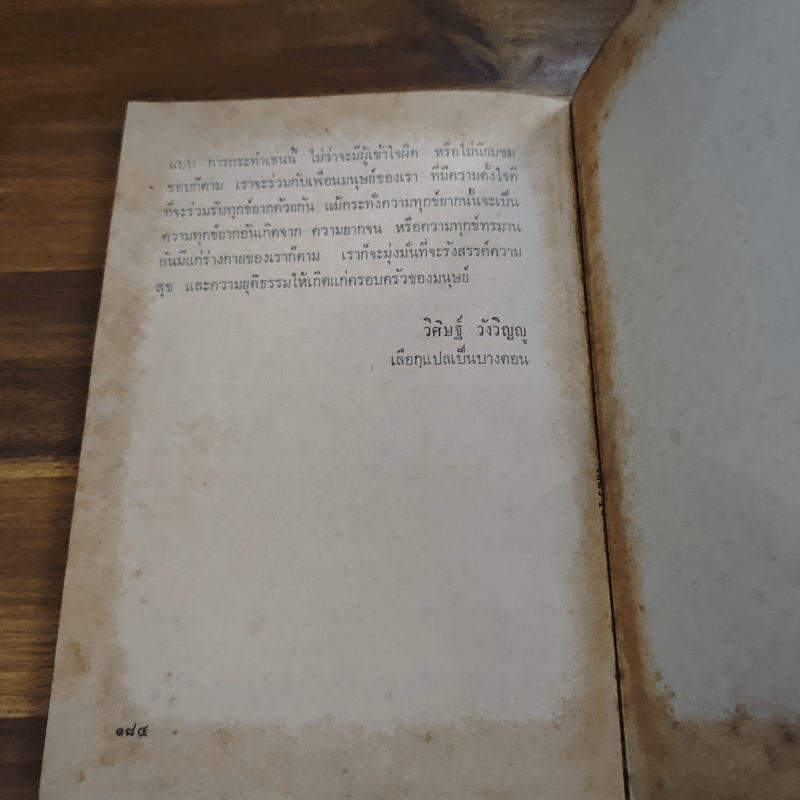 แบบ การกระทำเช่นนี้ ไม่ว่าจะมีผู้เข้าใจผิด หรือไม่นิยมชม
ชอบก็ตาม เราจะร่วมกับเพื่อนมนุษย์ของเรา ที่มีความตั้งใจดี
ที่จะร่วมรับทุกข์ยากด้วยกัน แม้กระทั่งความทุกข์ยากนั้นจะเป็น
ความทุกข์ยากอันเกิดจาก ความยากจน หรือความทุกข์ทรมาน
อันมีแก่ร่างกายของเราก็ตาม เราก็จะมุ่งมั่นที่จะรังสรรค์ความ
สุข และความยุติธรรมให้เกิดแก่ครอบครัวของมนุษย์
วิศิษฐ์ วังวิญญู
เลือกแปลเป็นบางตอน
๑๘๔